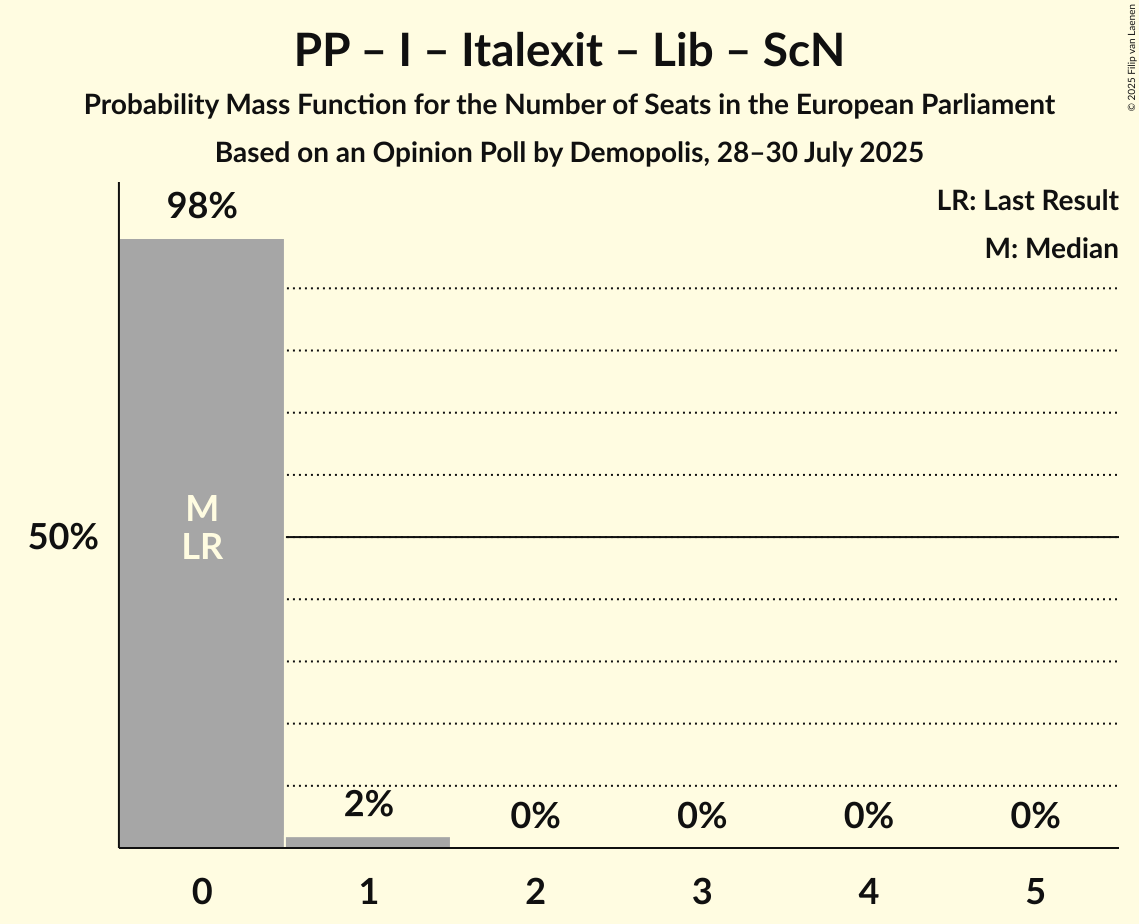 PP – I – Italexit – Lib – ScN
Probability Mass Function for the Number of Seats in the European Parliament
Based on an Opinion Poll by Demopolis, 28–30 July 2025
© 2025 Filip van Laenen
LR: Last Result
M: Median
98%
M
LR
50%
2%
0%
0%
0%
0%
0
1
2
3
4
5